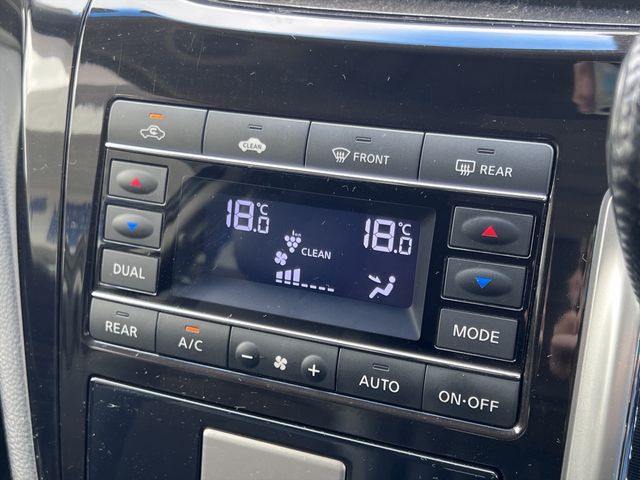 CLEAN
FRONT
REAR
18.0°C
18.0°C
CLEAN
DUAL
MODE
REAR
A/C
− +
AUTO
ON·OFF